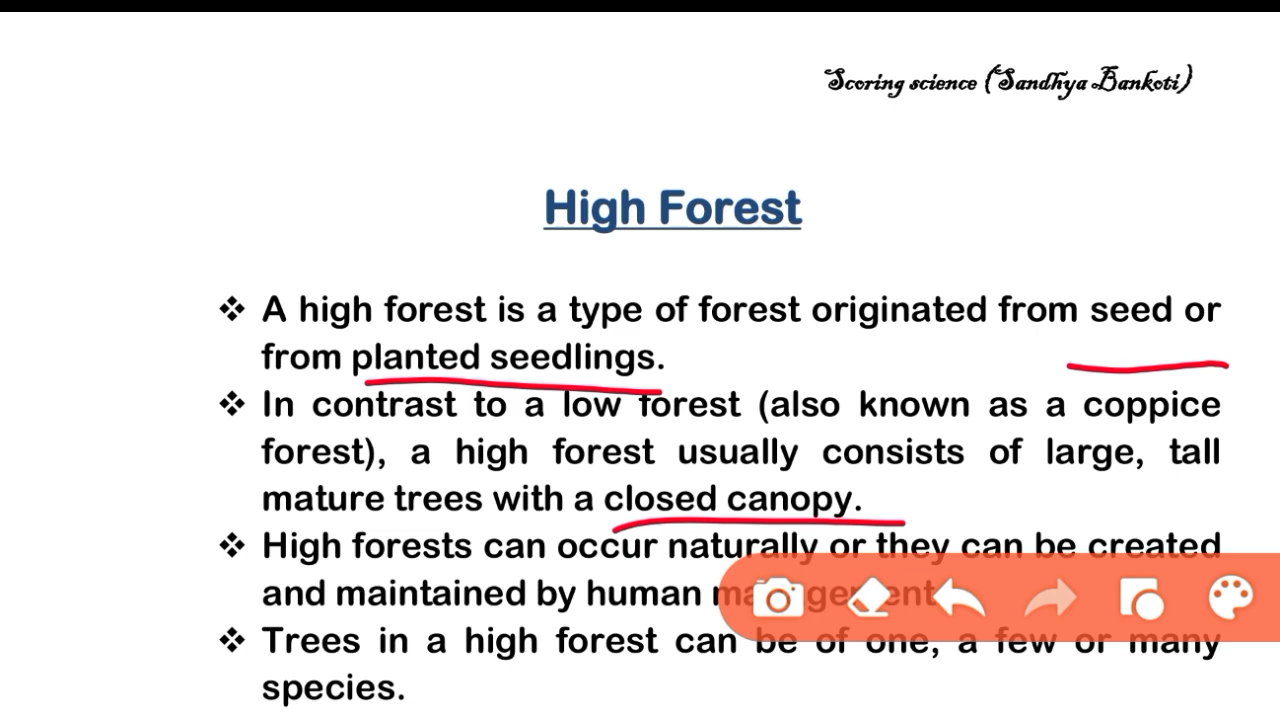 Scoring science (Sandhya Bankoti)
High Forest
❖ A high forest is a type of forest originated from seed or
from planted seedlings.
❖ In contrast to a low forest (also known as a coppice
forest), a high forest usually consists of large, tall
mature trees with a closed canopy.
❖ High forests can occur naturally or they can be created
and maintained by human management
❖ Trees in a high forest can be of one, a few or many
species.